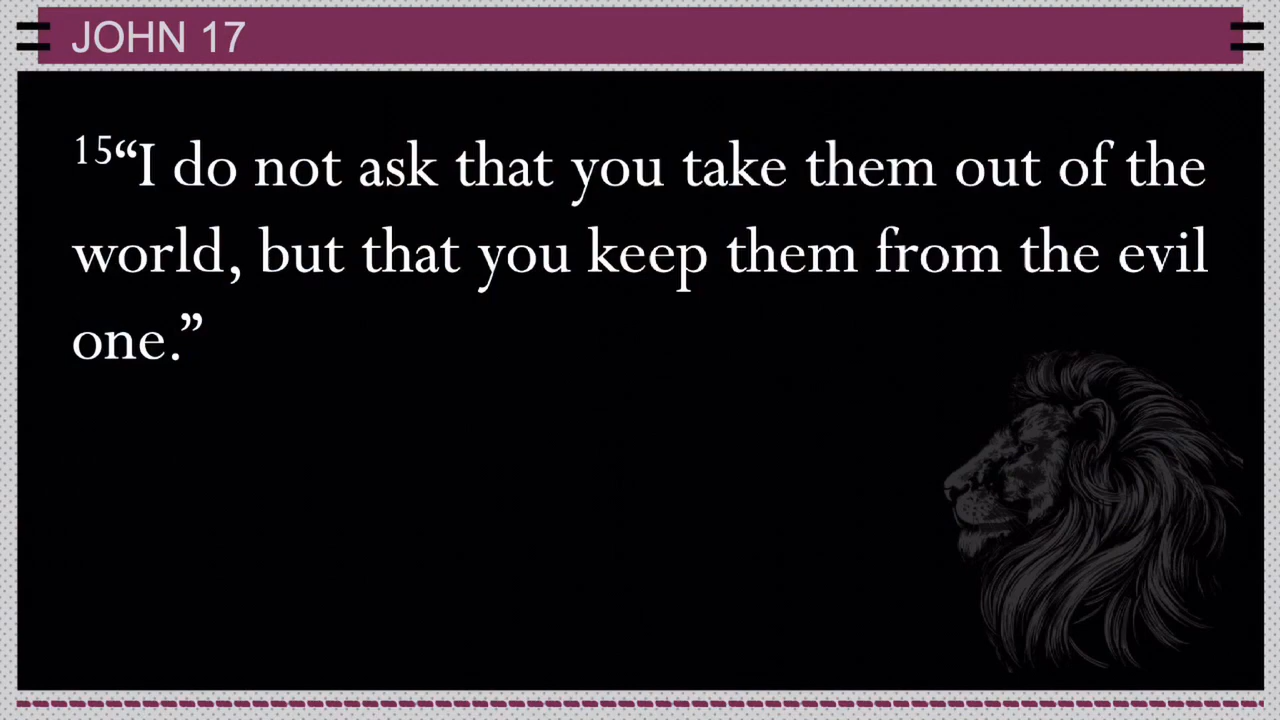 JOHN 17
15“I do not ask that you take them out of the
world, but that you keep them from the evil
one.”